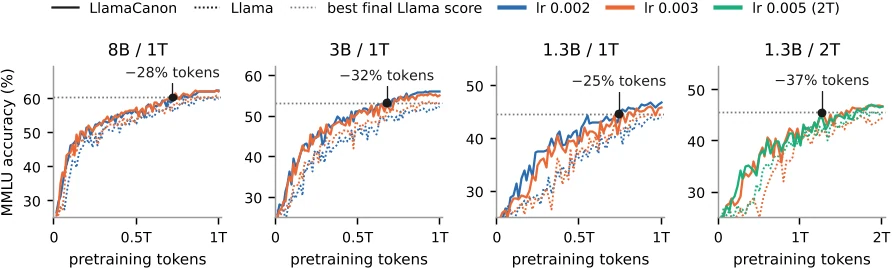 LlamaCanon Llama best final Llama score lr 0.002 lr 0.003 lr 0.005 (2T)
8B / 1T
−28% tokens
MMLU accuracy (%)
60
50
40
30
0 0.5T 1T
pretraining tokens
3B / 1T
−32% tokens
60
50
40
30
0 0.5T 1T
pretraining tokens
1.3B / 1T
−25% tokens
50
40
30
0 0.5T 1T
pretraining tokens
1.3B / 2T
−37% tokens
50
40
30
0 1T 2T
pretraining tokens